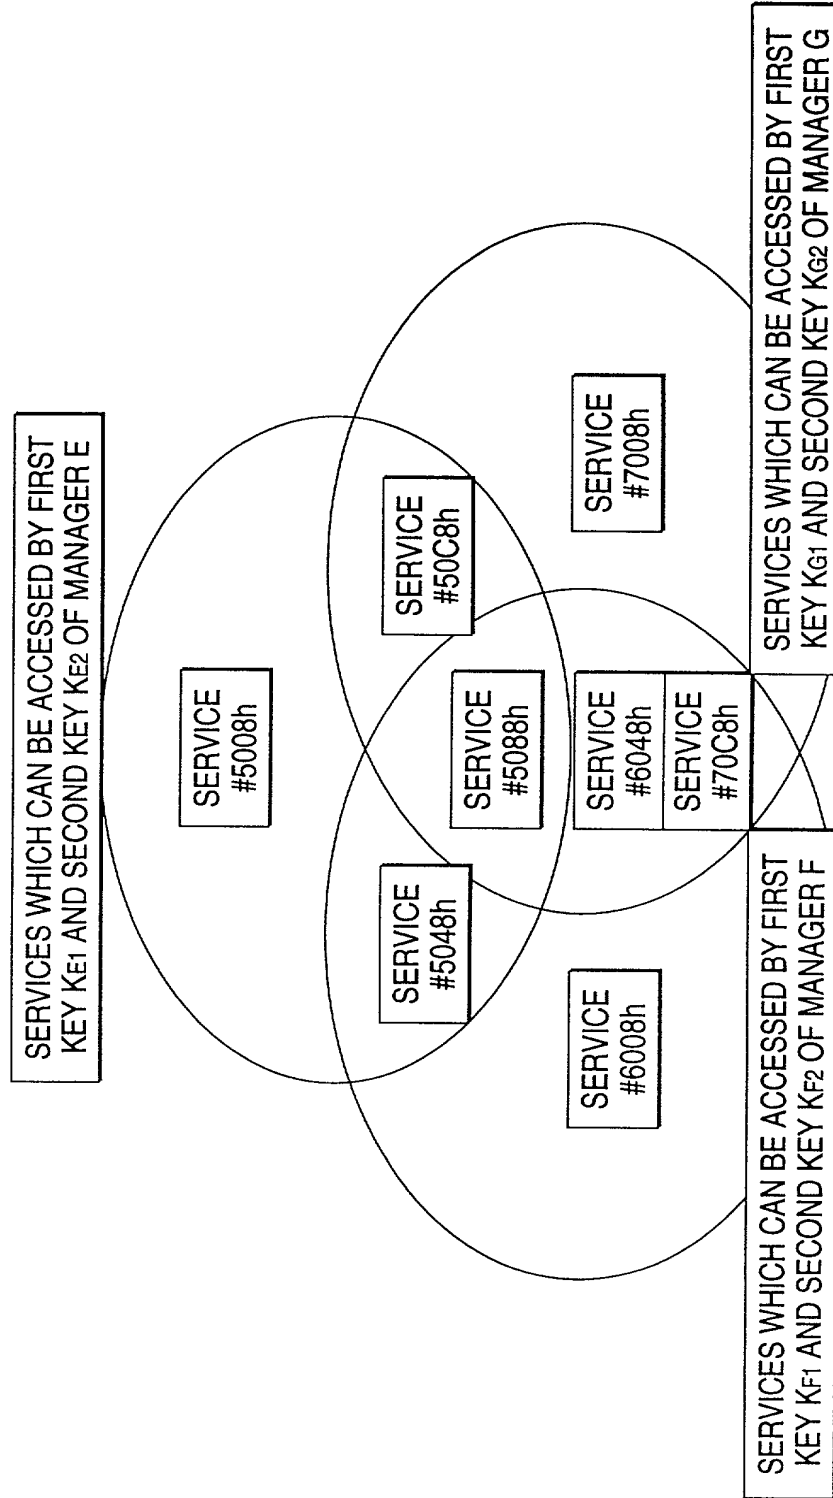 SERVICES WHICH CAN BE ACCESSED BY FIRST
KEY KE1 AND SECOND KEY KE2 OF MANAGER E
SERVICE
#5008h
SERVICE
#5048h
SERVICE
#50C8h
SERVICE
#5088h
SERVICE
#6008h
SERVICE
#6048h
SERVICE
#70C8h
SERVICE
#7008h
SERVICES WHICH CAN BE ACCESSED BY FIRST
KEY KF1 AND SECOND KEY KF2 OF MANAGER F
SERVICES WHICH CAN BE ACCESSED BY FIRST
KEY KG1 AND SECOND KEY KG2 OF MANAGER G